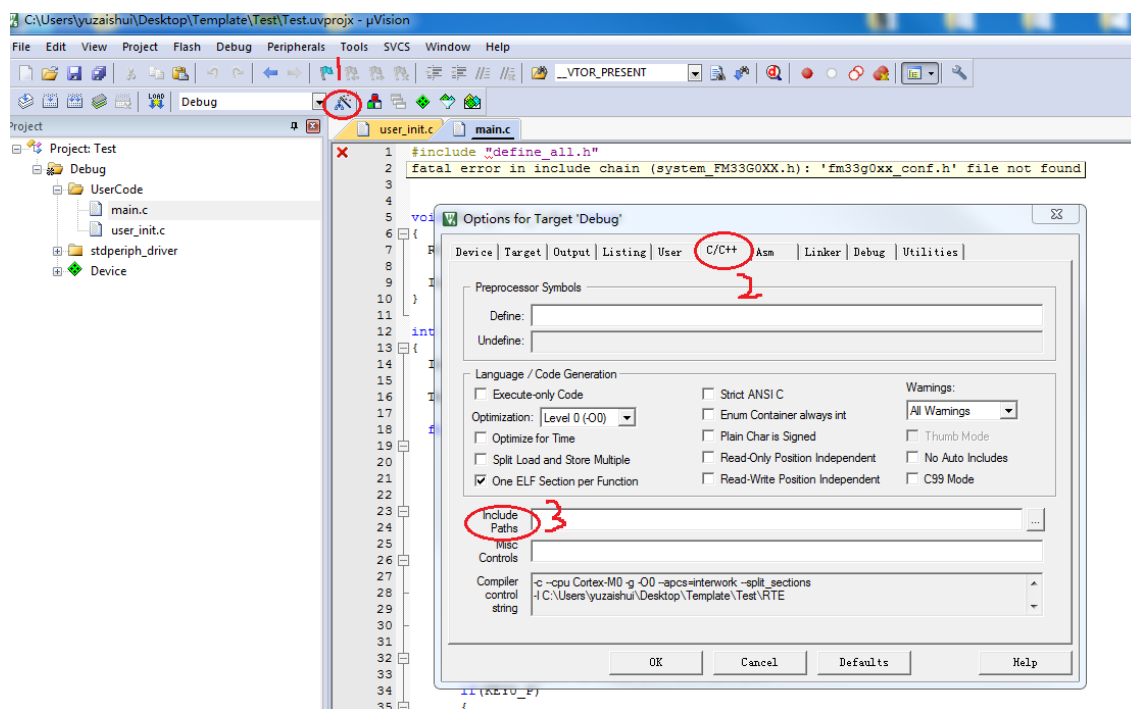 C:\Users\yuzaishui\Desktop\Template\Test\Test.uvprojx - µVision
File Edit View Project Flash Debug Peripherals Tools SVCS Window Help
1
__VTOR_PRESENT
LOAD Debug
Project
user_init.c main.c
Project: Test
Debug
UserCode
main.c
user_init.c
stdperiph_driver
Device
1 #include "define_all.h"
2 fatal error in include chain (system_FM33G0XX.h): 'fm33g0xx_conf.h' file not found
3
4
5 voi
6 {
7 R
8
9 I
10 }
11
12 int
13 {
14 I
15
16 T
17
18 f
19
20
21
22
23
24
25
26
27
28
29
30
31
32
33
34 if(KEY0_P)
35 {
Options for Target 'Debug'
Device Target Output Listing User C/C++ Asm Linker Debug Utilities
2
Preprocessor Symbols
Define:
Undefine:
Language / Code Generation
Execute-only Code
Optimization: Level 0 (-O0)
Optimize for Time
Split Load and Store Multiple
One ELF Section per Function
Strict ANSI C
Enum Container always int
Plain Char is Signed
Read-Only Position Independent
Read-Write Position Independent
Warnings:
All Warnings
Thumb Mode
No Auto Includes
C99 Mode
Include
Paths
3
...
Misc
Controls
Compiler
control
string
-c --cpu Cortex-M0 -g -O0 --apcs=interwork --split_sections
-I C:\Users\yuzaishui\Desktop\Template\Test\RTE
OK Cancel Defaults Help